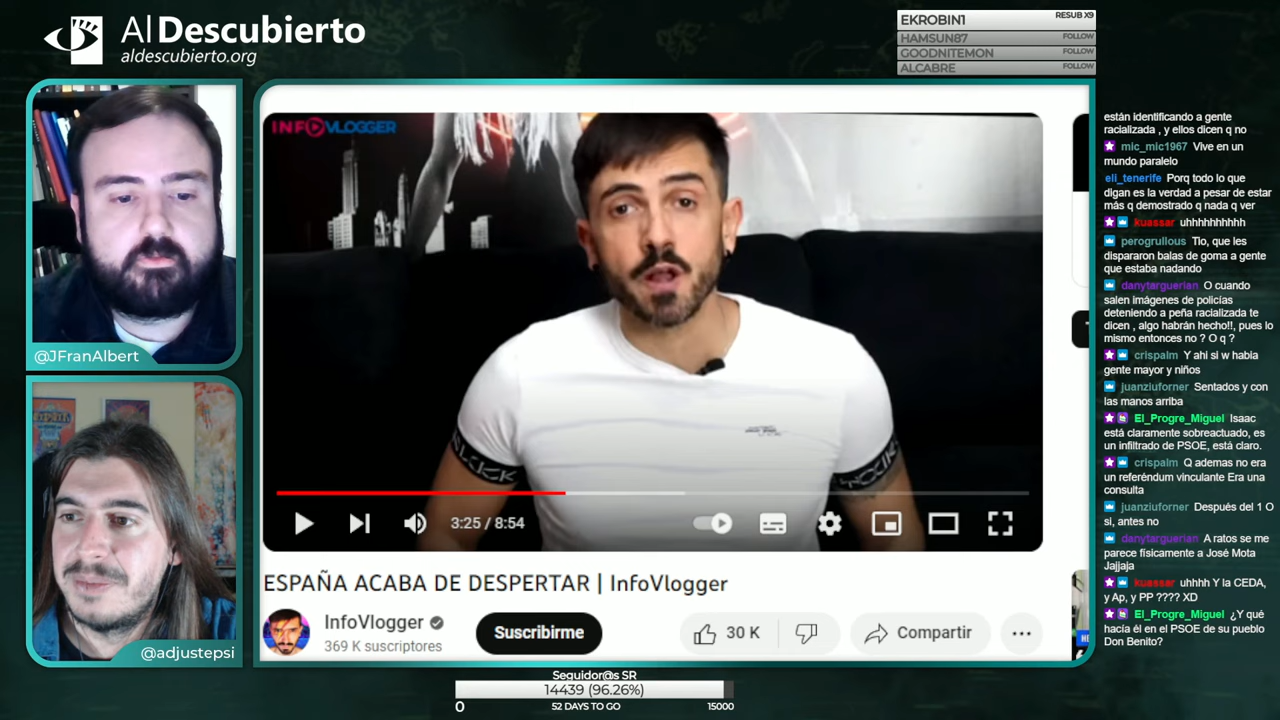 Al Descubierto
aldescubierto.org
EKROBIN1
RESUB X9
HAMSUN87
FOLLOW
GOODNITEMON
FOLLOW
ALCABRE
FOLLOW
@JFranAlbert
@adjustepsi
INFOVLOGGER
3:25 / 8:54
ESPAÑA ACABA DE DESPERTAR | InfoVlogger
InfoVlogger
369 K suscriptores
Suscribirme
30 K
Compartir
están identificando a gente
racializada , y ellos dicen q no
mic_mic1967 Vive en un
mundo paralelo
eli_tenerife Porq todo lo que
digan es la verdad a pesar de estar
más q demostrado q nada q ver
kuassar uhhhhhhhhhh
perogrullous Tio, que les
dispararon balas de goma a gente
que estaba nadando
danytarguerian O cuando
salen imágenes de policías
deteniendo a peña racializada te
dicen , algo habrán hecho!!, pues lo
mismo entonces no ? O q ?
crispalm Y ahi si w habia
gente mayor y niños
juanziuforner Sentados y con
las manos arriba
El_Progre_Miguel Isaac
está claramente sobreactuado, es
un infiltrado de PSOE, está claro.
crispalm Q ademas no era
un referéndum vinculante Era una
consulta
juanziuforner Después del 1 O
si, antes no
danytarguerian A ratos se me
parece físicamente a José Mota
Jajjaja
kuassar uhhhh Y la CEDA,
y Ap, y PP ???? XD
El_Progre_Miguel ¿Y qué
hacía él en el PSOE de su pueblo
Don Benito?
Seguidor@s SR
14439 (96.26%)
0
52 DAYS TO GO
15000